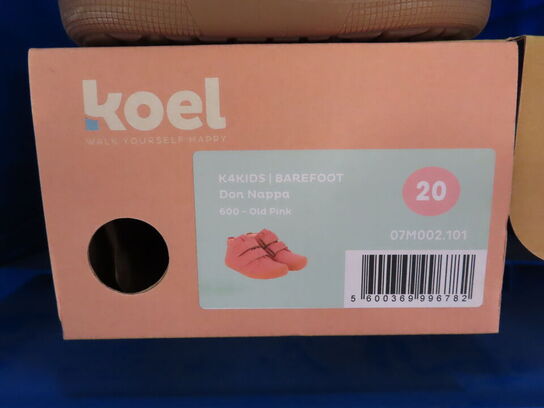 koel
WALK YOURSELF HAPPY
K4KIDS | BAREFOOT
Don Nappa
600 - Old Pink
20
07M002.101
5 600369 996782